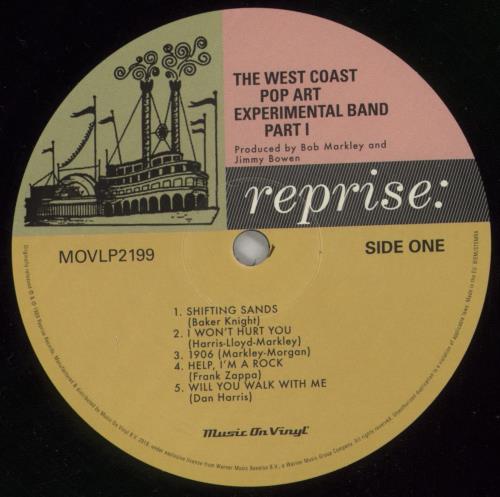 THE WEST COAST
POP ART
EXPERIMENTAL BAND
PART I
Produced by Bob Markley and
Jimmy Bowen
reprise:
MOVLP2199
SIDE ONE
1. SHIFTING SANDS
(Baker Knight)
2. I WON'T HURT YOU
(Harris-Lloyd-Markley)
3. 1906 (Markley-Morgan)
4. HELP, I'M A ROCK
(Frank Zappa)
5. WILL YOU WALK WITH ME
(Dan Harris)
Music On Vinyl